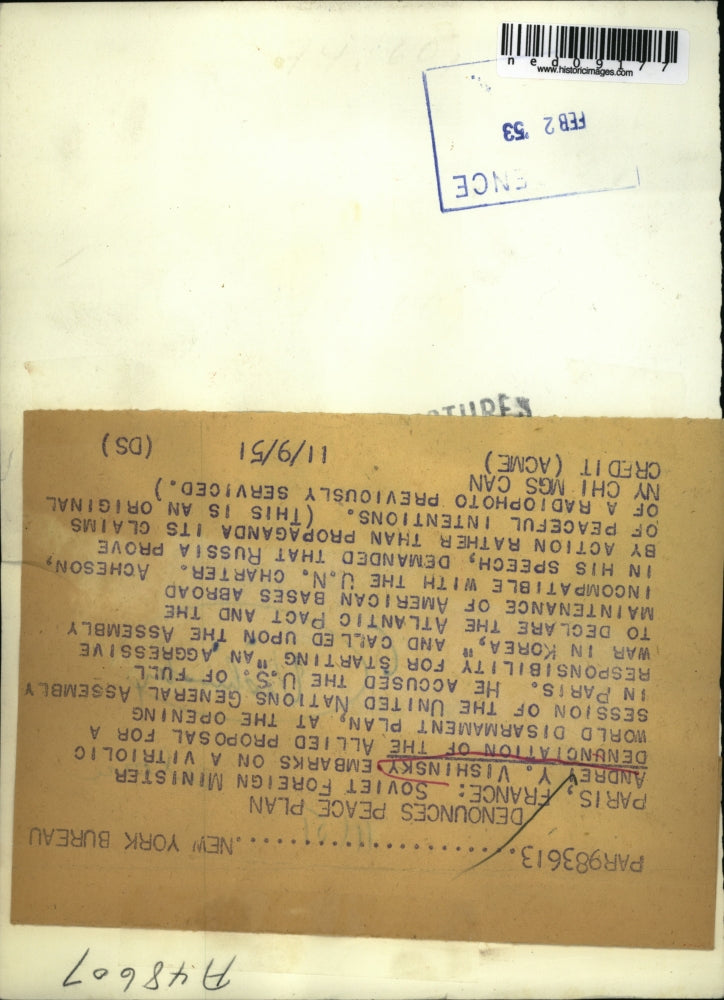 ned09177
www.historicimages.com
FEB 2 '53
ENCE
PAR983613....................NEW YORK BUREAU
DENOUNCES PEACE PLAN
PARIS, FRANCE: SOVIET FOREIGN MINISTER
ANDREY Y. VISHINSKY EMBARKS ON A VITRIOLIC
DENUNCIATION OF THE ALLIED PROPOSAL FOR A
WORLD DISARMAMENT PLAN, AT THE OPENING
SESSION OF THE UNITED NATIONS GENERAL ASSEMBLY
IN PARIS. HE ACCUSED THE U.S. OF FULL
RESPONSIBILITY FOR STARTING "AN AGGRESSIVE
WAR IN KOREA," AND CALLED UPON THE ASSEMBLY
TO DECLARE THE ATLANTIC PACT AND THE
MAINTENANCE OF AMERICAN BASES ABROAD
INCOMPATIBLE WITH THE U.N. CHARTER. ACHESON,
IN HIS SPEECH, DEMANDED THAT RUSSIA PROVE
BY ACTION RATHER THAN PROPAGANDA ITS CLAIMS
OF PEACEFUL INTENTIONS. (THIS IS AN ORIGINAL
OF A RADIOPHOTO PREVIOUSLY SERVICED.)
NY CHI MGS CAN
CREDIT (ACME) 11/9/51 (DS)
A48607